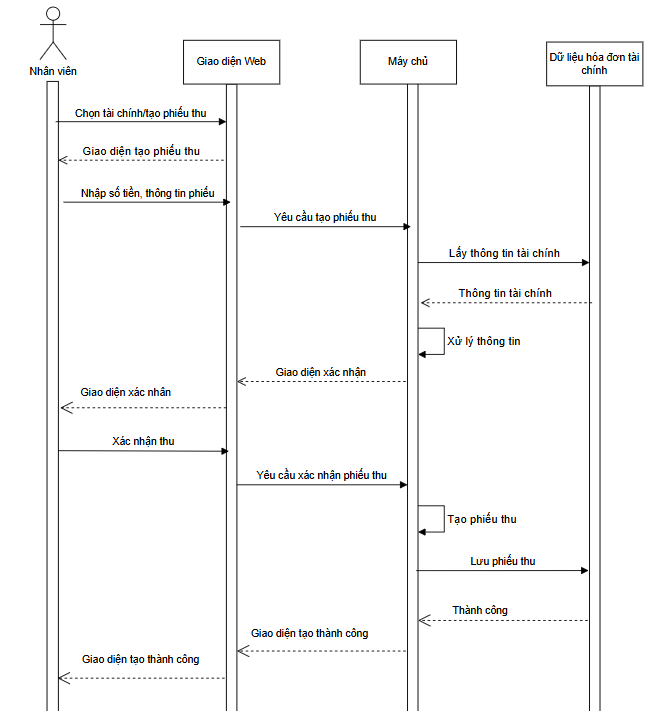 Nhân viên
Giao diện Web
Máy chủ
Dữ liệu hóa đơn tài
chính
Chọn tài chính/tạo phiếu thu
Giao diện tạo phiếu thu
Nhập số tiền, thông tin phiếu
Yêu cầu tạo phiếu thu
Lấy thông tin tài chính
Thông tin tài chính
Xử lý thông tin
Giao diện xác nhận
Giao diện xác nhân
Xác nhận thu
Yêu cầu xác nhận phiếu thu
Tạo phiếu thu
Lưu phiếu thu
Thành công
Giao diện tạo thành công
Giao diện tạo thành công